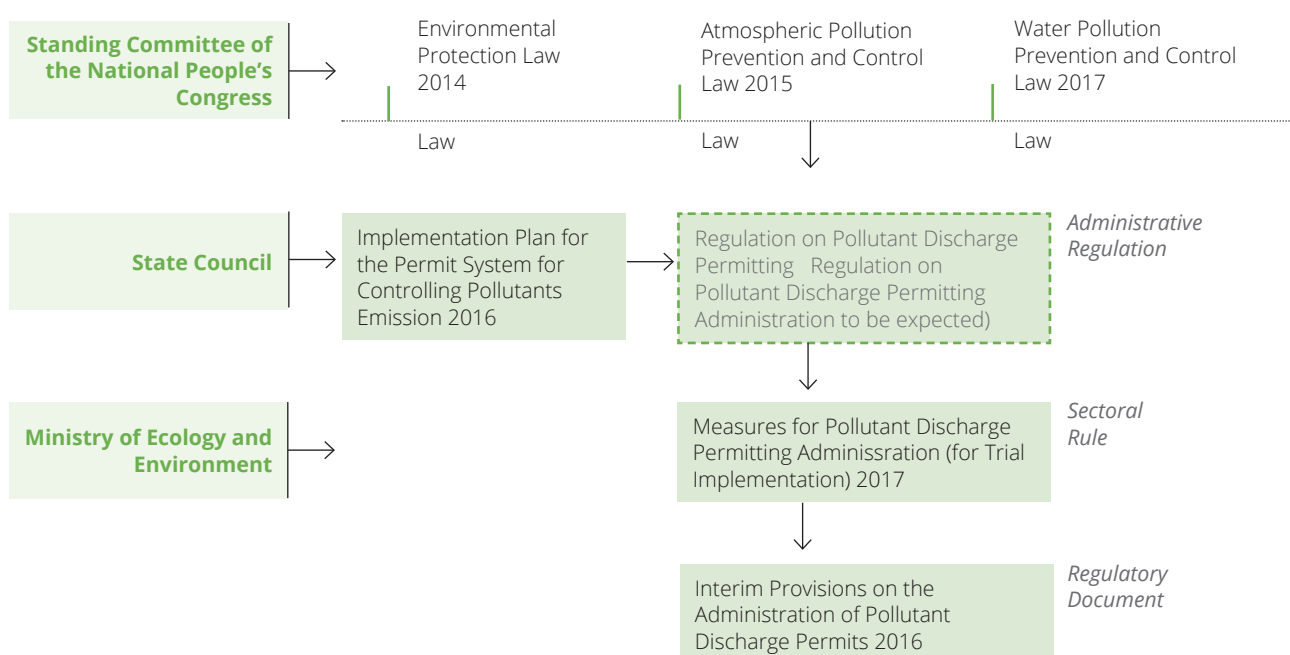 Standing Committee of
the National People's
Congress
Environmental
Protection Law
2014
Atmospheric Pollution
Prevention and Control
Law 2015
Water Pollution
Prevention and Control
Law 2017
Law
Law
Law
State Council
Implementation Plan for
the Permit System for
Controlling Pollutants
Emission 2016
Regulation on Pollutant Discharge
Permitting Regulation on
Pollutant Discharge Permitting
Administration to be expected)
Administrative
Regulation
Ministry of Ecology and
Environment
Measures for Pollutant Discharge
Permitting Adminissration (for Trial
Implementation) 2017
Sectoral
Rule
Interim Provisions on the
Administration of Pollutant
Discharge Permits 2016
Regulatory
Document